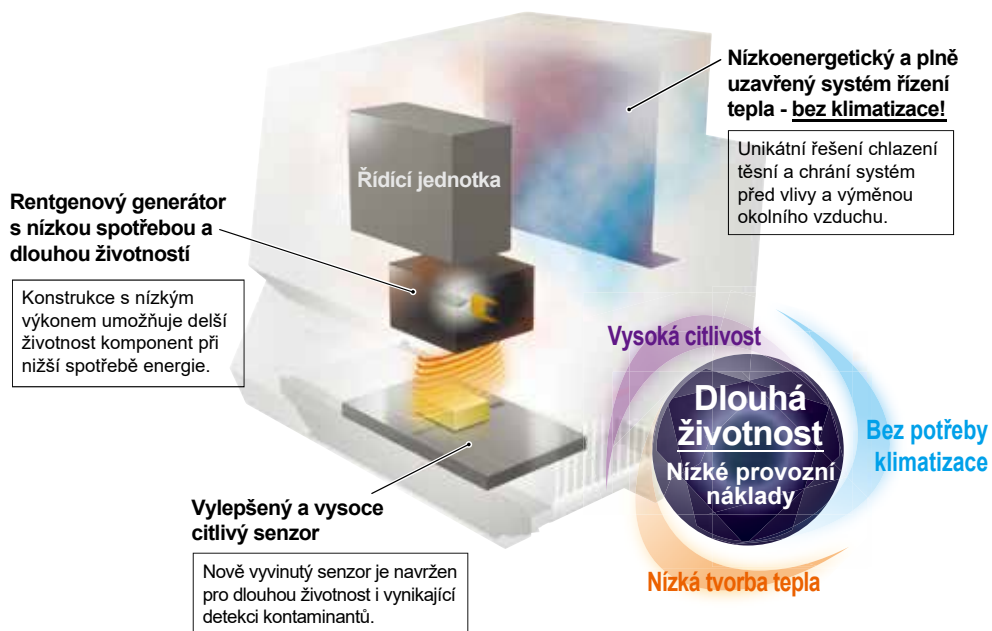 Nízkoenergetický a plně
uzavřený systém řízení
tepla - bez klimatizace!
Unikátní řešení chlazení
těsní a chrání systém
před vlivy a výměnou
okolního vzduchu.
Řídící jednotka
Rentgenový generátor
s nízkou spotřebou a
dlouhou životností
Konstrukce s nízkým
výkonem umožňuje delší
životnost komponent při
nižší spotřebě energie.
Vysoká citlivost
Dlouhá
životnost
Nízké provozní
náklady
Bez potřeby
klimatizace
Nízká tvorba tepla
Vylepšený a vysoce
citlivý senzor
Nově vyvinutý senzor je navržen
pro dlouhou životnost i vynikající
detekci kontaminantů.